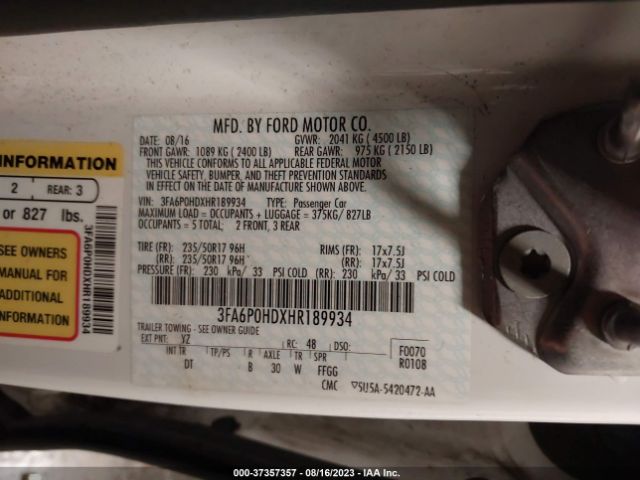 MFD. BY FORD MOTOR CO.
DATE: 08/16 GVWR: 2041 KG ( 4500 LB)
FRONT GAWR: 1089 KG ( 2400 LB) REAR GAWR: 975 KG ( 2150 LB)
THIS VEHICLE CONFORMS TO ALL APPLICABLE FEDERAL MOTOR
VEHICLE SAFETY, BUMPER, AND THEFT PREVENTION STANDARDS
IN EFFECT ON THE DATE OF MANUFACTURE SHOWN ABOVE.
VIN: 3FA6P0HDXHR189934 TYPE: Passenger Car
MAXIMUM LOAD = OCCUPANTS + LUGGAGE = 375KG/ 827LB
OCCUPANTS = 5 TOTAL; 2 FRONT, 3 REAR
TIRE (FR): 235/50R17 96H RIMS (FR): 17x7.5J
(RR): 235/50R17 96H (RR): 17x7.5J
PRESSURE (FR): 230 kPa/ 33 PSI COLD (RR): 230 kPa/ 33 PSI COLD
3FA6P0HDXHR189934
TRAILER TOWING - SEE OWNER GUIDE
EXT PNT: YZ RC: 48 DSO: F0070
INT TR TP/PS R AXLE TR SPR R0108
DT B 30 W FFGG
CMC ▽5U5A-5420472-AA
INFORMATION
2 REAR: 3
or 827 lbs.
SEE OWNERS
MANUAL FOR
ADDITIONAL
INFORMATION
3FA6P0HDXHR189934
000-37357357 - 08/16/2023 - IAA Inc.